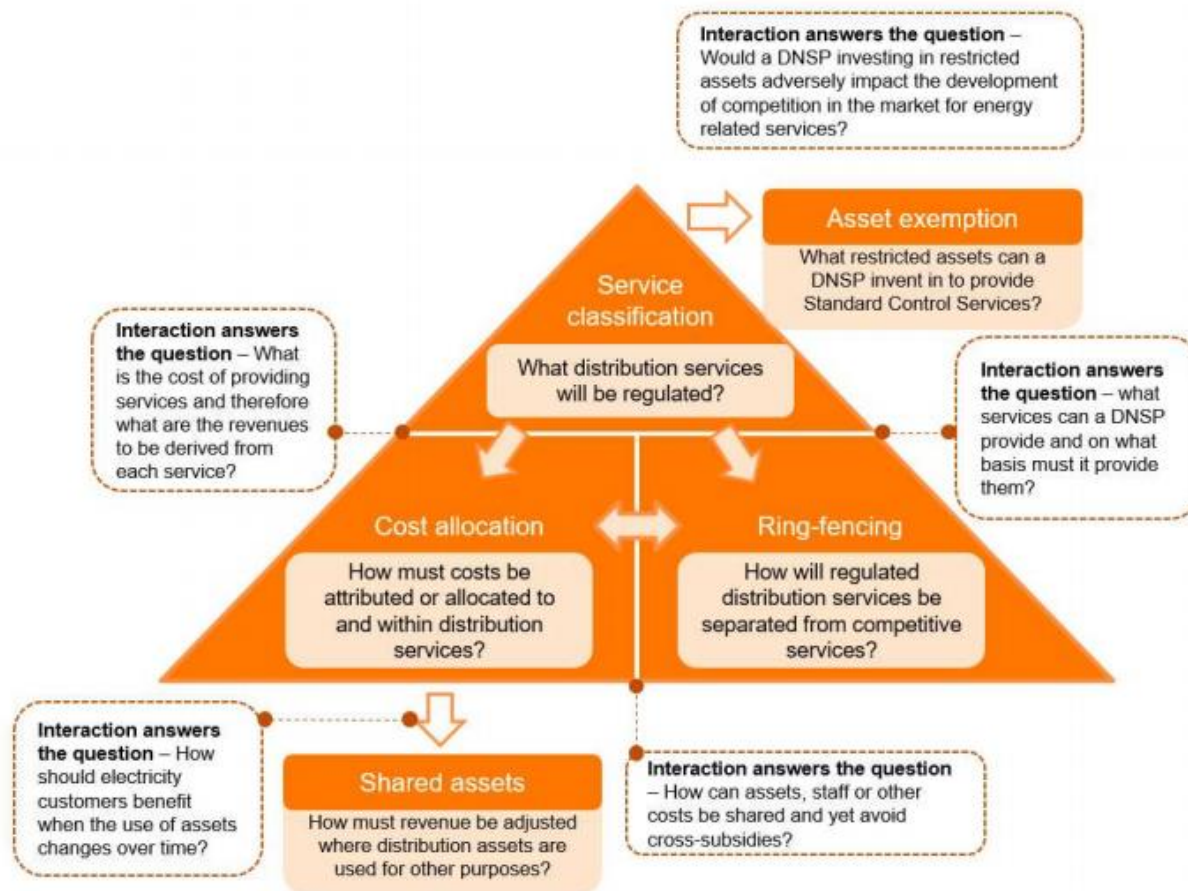 Interaction answers the question –
Would a DNSP investing in restricted
assets adversely impact the development
of competition in the market for energy
related services?
Asset exemption
What restricted assets can a
DNSP invent in to provide
Standard Control Services?
Service
classification
What distribution services
will be regulated?
Interaction answers
the question – What
is the cost of providing
services and therefore
what are the revenues
to be derived from
each service?
Interaction answers
the question – what
services can a DNSP
provide and on what
basis must it provide
them?
Cost allocation
How must costs be
attributed or allocated to
and within distribution
services?
Ring-fencing
How will regulated
distribution services be
separated from competitive
services?
Interaction answers
the question – How
should electricity
customers benefit
when the use of assets
changes over time?
Shared assets
How must revenue be adjusted
where distribution assets are
used for other purposes?
Interaction answers the question
– How can assets, staff or other
costs be shared and yet avoid
cross-subsidies?